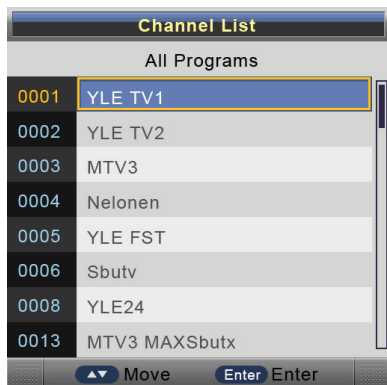 Channel List
All Programs
0001 YLE TV1
0002 YLE TV2
0003 MTV3
0004 Nelonen
0005 YLE FST
0006 Sbutv
0008 YLE24
0013 MTV3 MAXSbutx
▲▼ Move Enter Enter